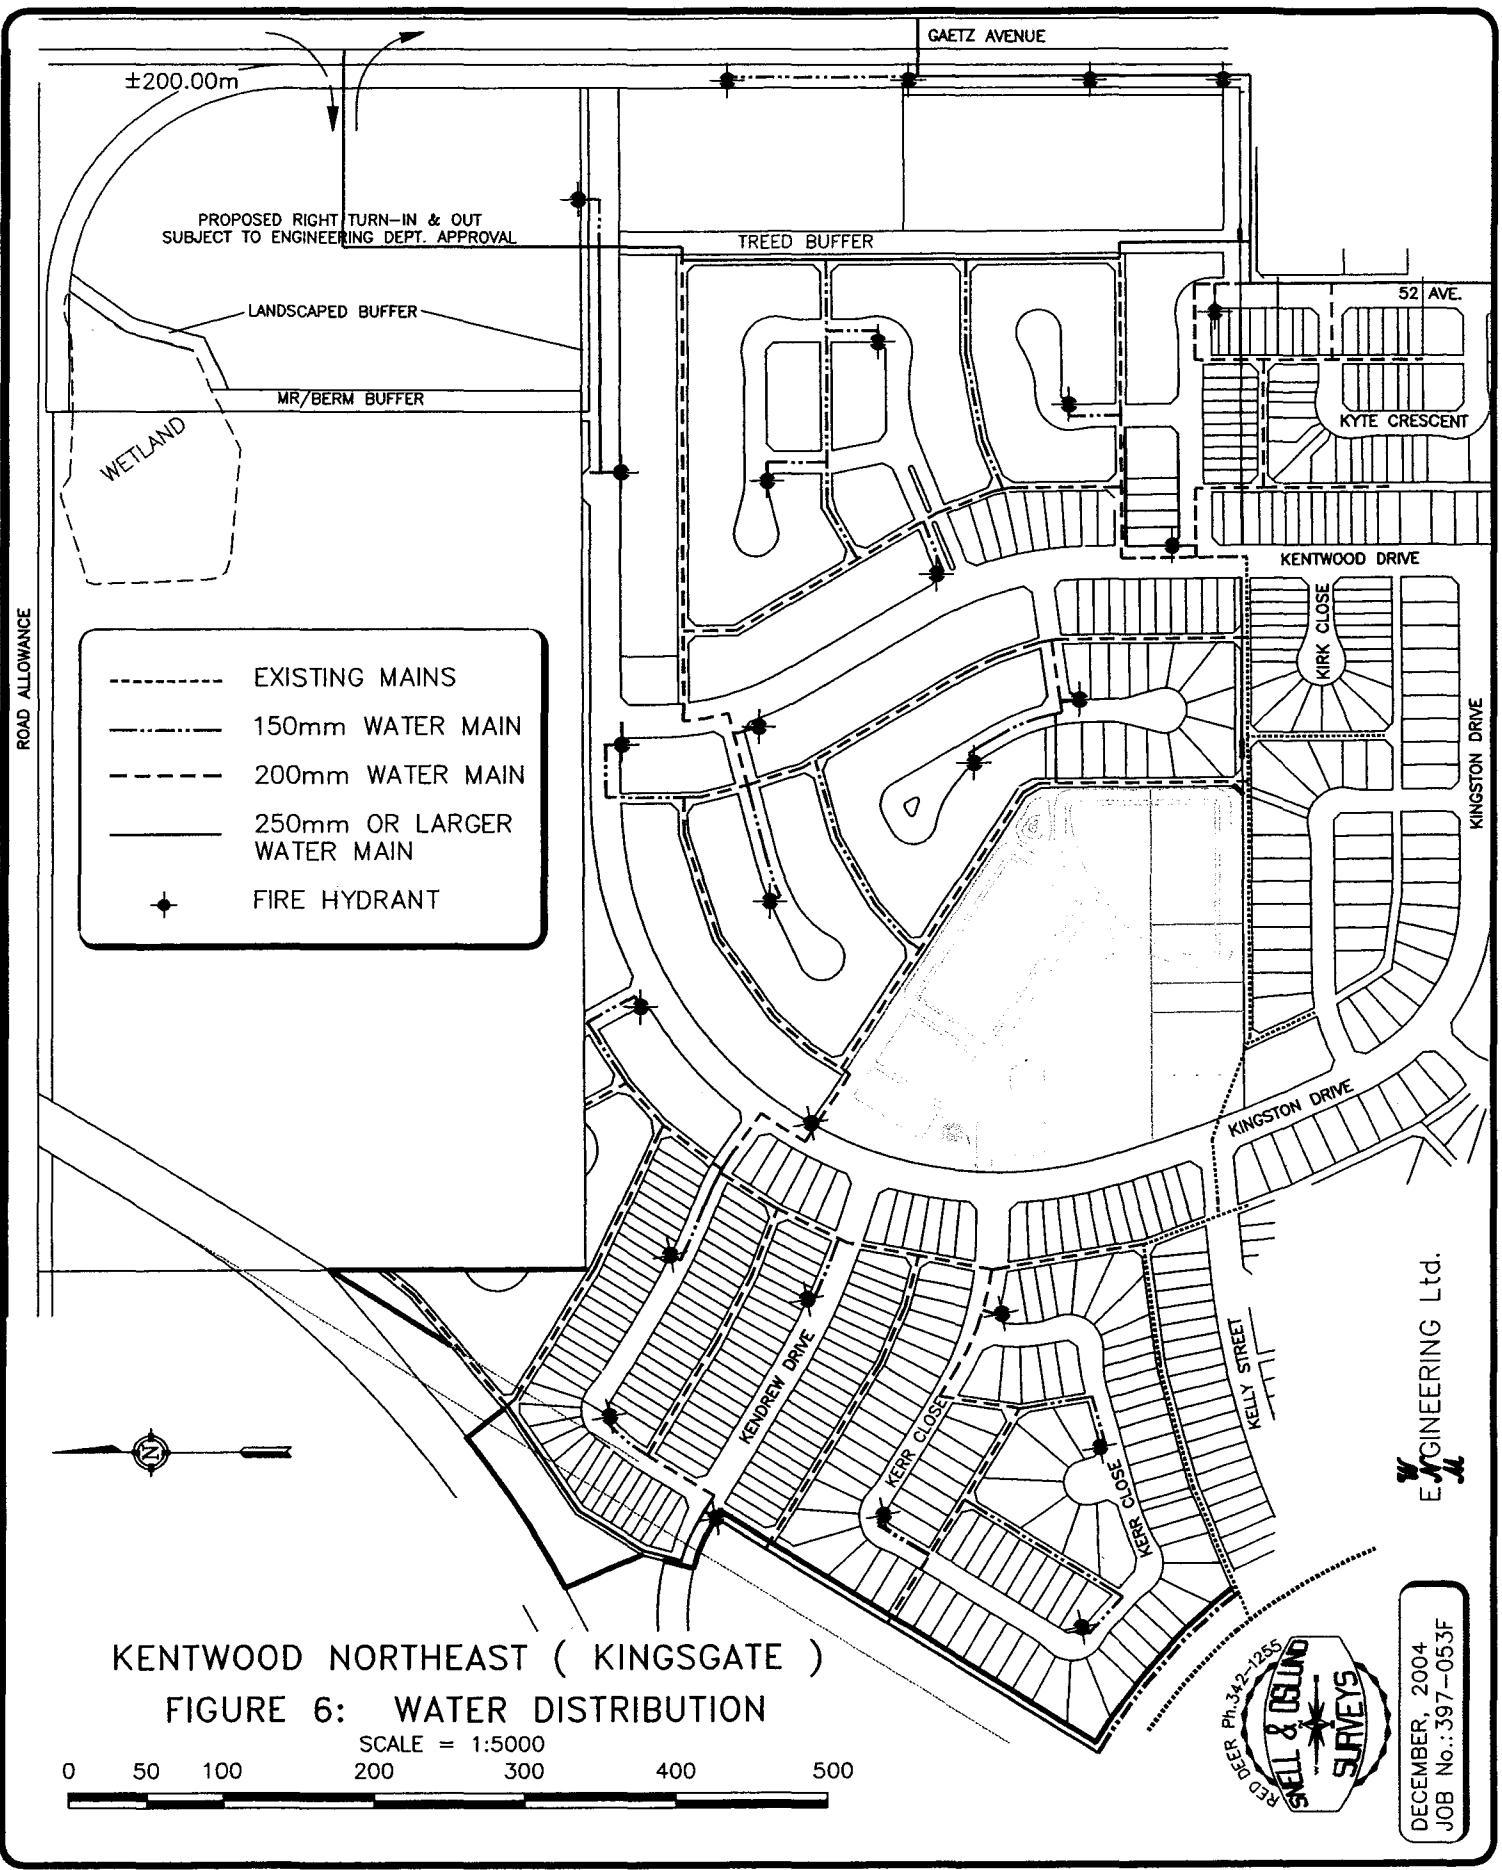 GAETZ AVENUE
±200.00m
PROPOSED RIGHT TURN-IN & OUT
SUBJECT TO ENGINEERING DEPT. APPROVAL
TREED BUFFER
LANDSCAPED BUFFER
52 AVE.
MR/BERM BUFFER
KYTE CRESCENT
WETLAND
KENTWOOD DRIVE
KIRK CLOSE
ROAD ALLOWANCE
KINGSTON DRIVE
EXISTING MAINS
150mm WATER MAIN
200mm WATER MAIN
250mm OR LARGER
WATER MAIN
FIRE HYDRANT
KINGSTON DRIVE
KELLY STREET
KENDREW DRIVE
KERR CLOSE
KERR CLOSE
N
ENGINEERING Ltd.
KENTWOOD NORTHEAST ( KINGSGATE )
FIGURE 6: WATER DISTRIBUTION
SCALE = 1:5000
0 50 100 200 300 400 500
RED DEER Ph.342-1255
SNELL & OSLUND
SURVEYS
DECEMBER, 2004
JOB No.: 397-053F